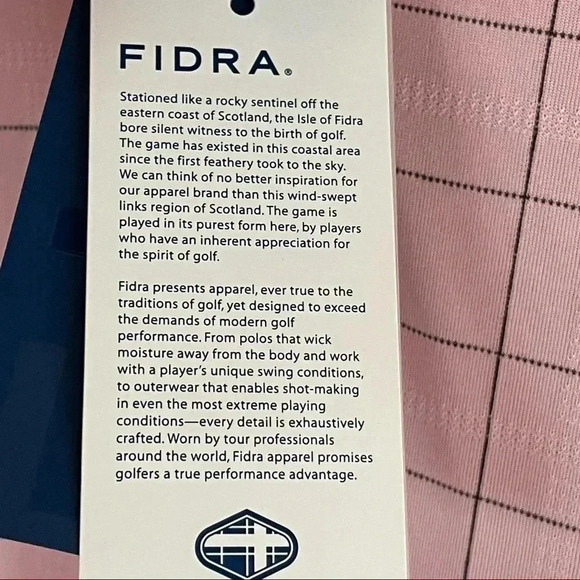 FIDRA®
Stationed like a rocky sentinel off the
eastern coast of Scotland, the Isle of Fidra
bore silent witness to the birth of golf.
The game has existed in this coastal area
since the first feathery took to the sky.
We can think of no better inspiration for
our apparel brand than this wind-swept
links region of Scotland. The game is
played in its purest form here, by players
who have an inherent appreciation for
the spirit of golf.
Fidra presents apparel, ever true to the
traditions of golf, yet designed to exceed
the demands of modern golf
performance. From polos that wick
moisture away from the body and work
with a player's unique swing conditions,
to outerwear that enables shot-making
in even the most extreme playing
conditions—every detail is exhaustively
crafted. Worn by tour professionals
around the world, Fidra apparel promises
golfers a true performance advantage.